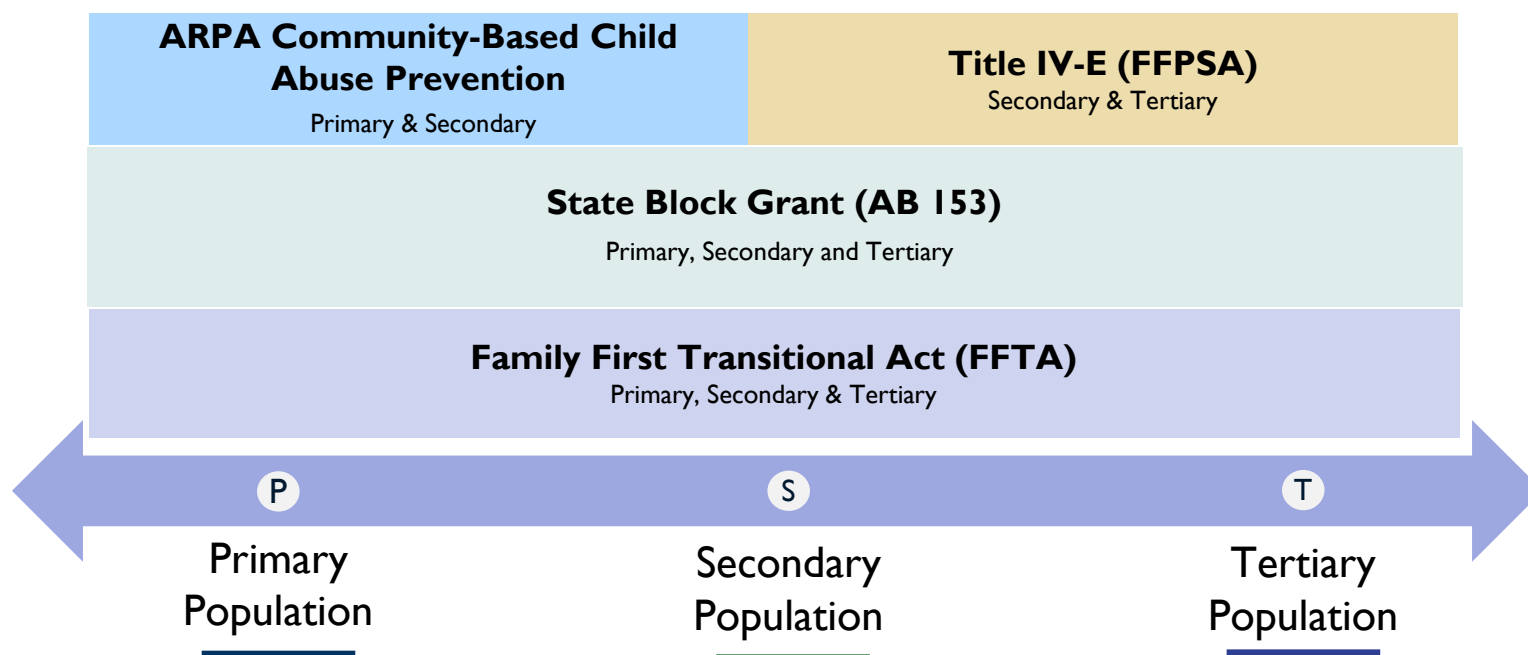 ARPA Community-Based Child
Abuse Prevention
Primary & Secondary
Title IV-E (FFPSA)
Secondary & Tertiary
State Block Grant (AB 153)
Primary, Secondary and Tertiary
Family First Transitional Act (FFTA)
Primary, Secondary & Tertiary
P
S
T
Primary
Population
Secondary
Population
Tertiary
Population